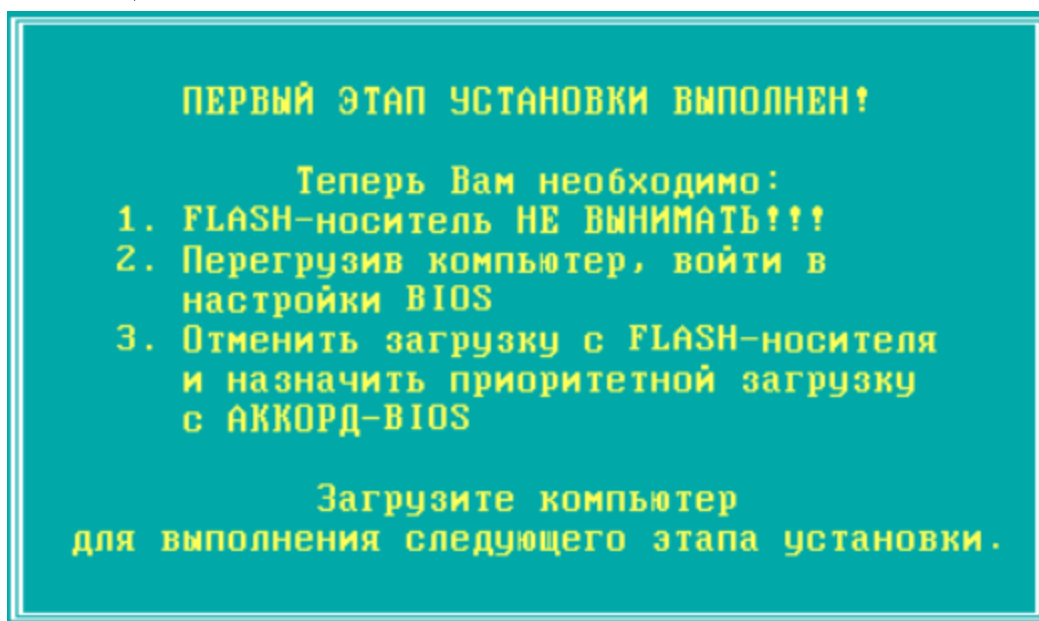 ПЕРВЫЙ ЭТАП УСТАНОВКИ ВЫПОЛНЕН!
Теперь Вам необходимо:
1. FLASH-носитель НЕ ВЫНИМАТЬ!!!
2. Перегрузив компьютер, войти в
настройки BIOS
3. Отменить загрузку с FLASH-носителя
и назначить приоритетной загрузку
с АККОРД-BIOS
Загрузите компьютер
для выполнения следующего этапа установки.